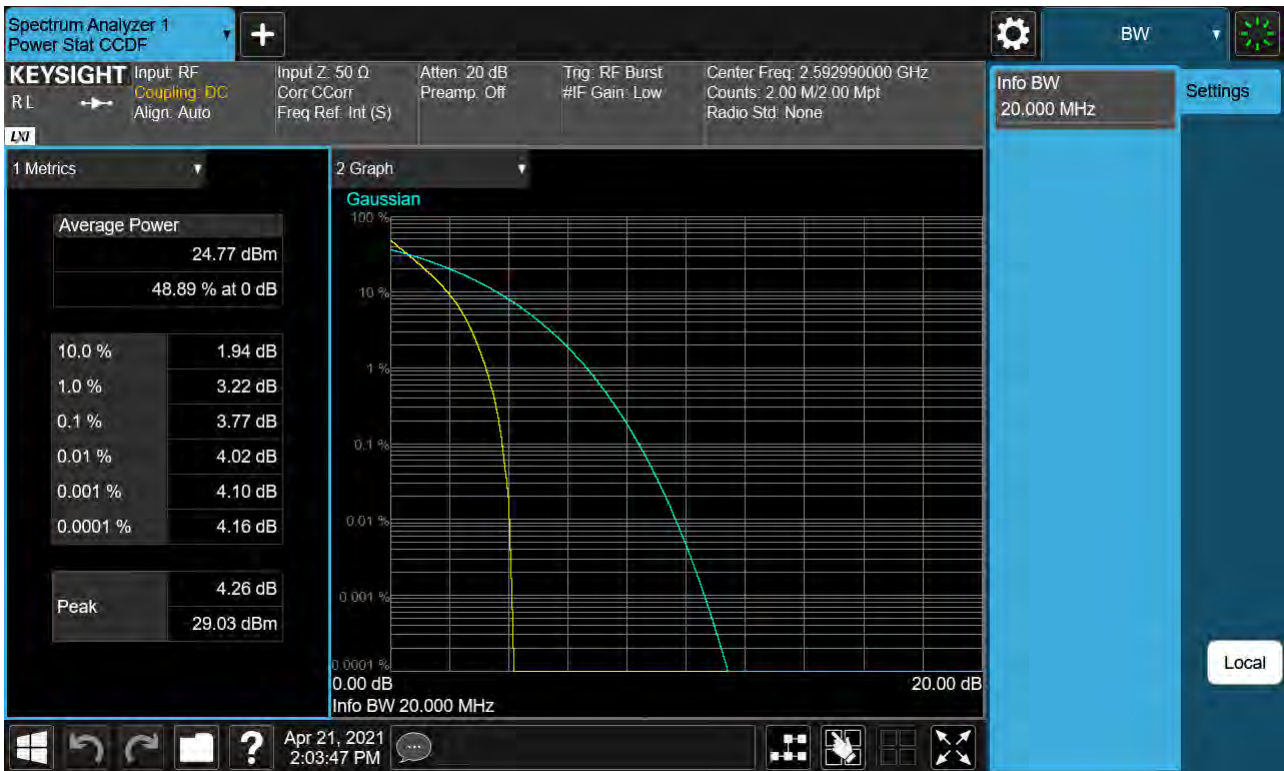 Spectrum Analyzer 1
Power Stat CCDF
BW
KEYSIGHT
R L
LXI
Input: RF
Coupling: DC
Align: Auto
Input Z: 50 Ω
Corr CCorr
Freq Ref: Int (S)
Atten: 20 dB
Preamp: Off
Trig: RF Burst
#IF Gain: Low
Center Freq: 2.592990000 GHz
Counts: 2.00 M/2.00 Mpt
Radio Std: None
Info BW
20.000 MHz
Settings
1 Metrics
Average Power
24.77 dBm
48.89 % at 0 dB
10.0 % 1.94 dB
1.0 % 3.22 dB
0.1 % 3.77 dB
0.01 % 4.02 dB
0.001 % 4.10 dB
0.0001 % 4.16 dB
Peak
4.26 dB
29.03 dBm
2 Graph
Gaussian
100 %
10 %
1 %
0.1 %
0.01 %
0.001 %
0.0001 %
0.00 dB 20.00 dB
Info BW 20.000 MHz
Local
?
Apr 21, 2021
2:03:47 PM